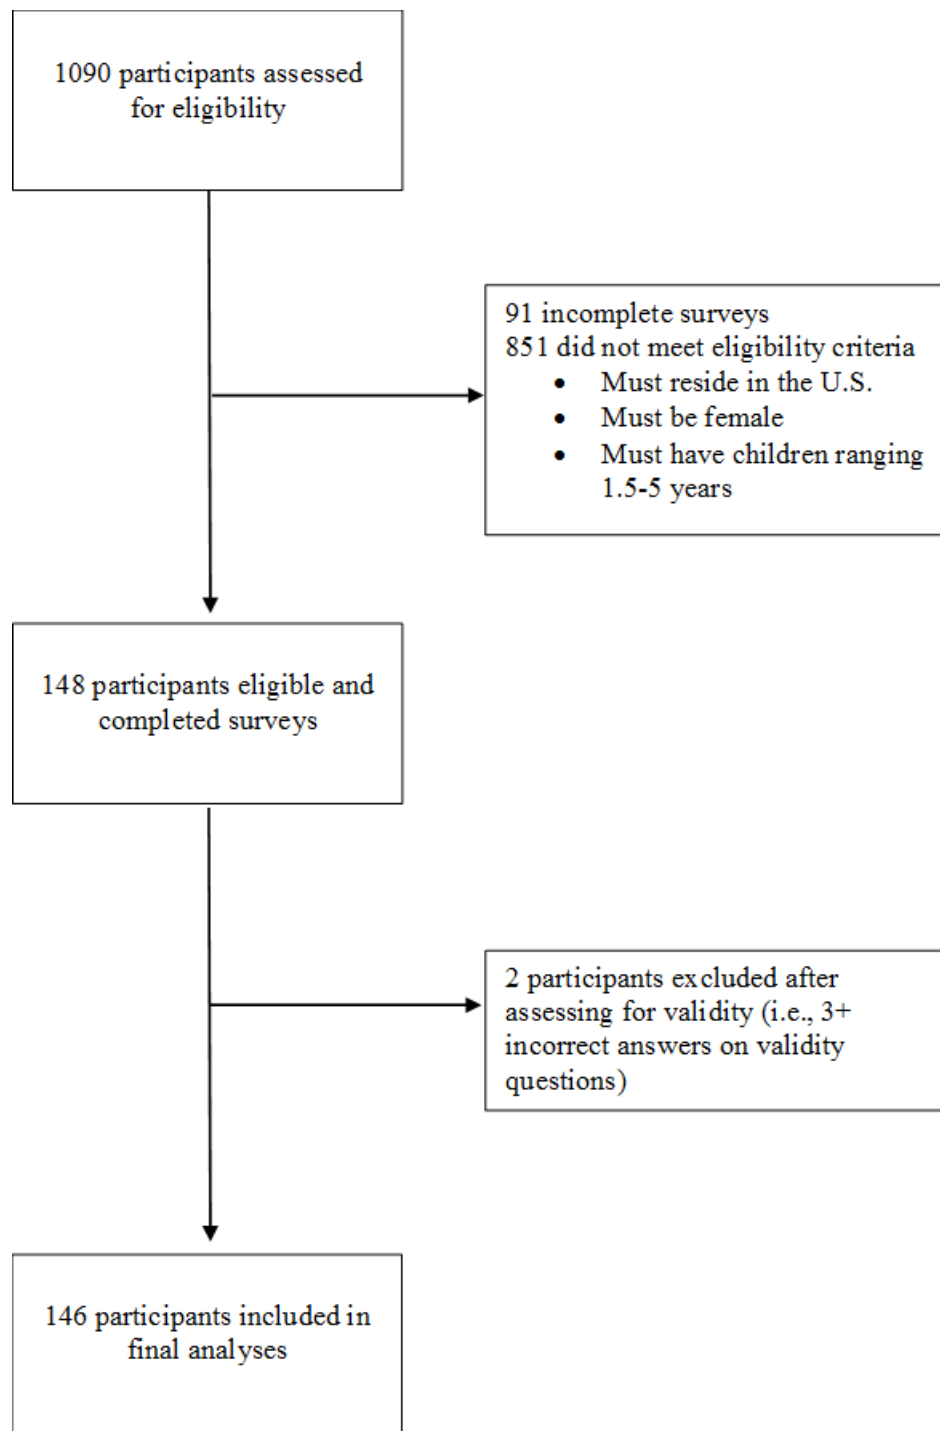 1090 participants assessed
for eligibility
91 incomplete surveys
851 did not meet eligibility criteria
• Must reside in the U.S.
• Must be female
• Must have children ranging
1.5-5 years
148 participants eligible and
completed surveys
2 participants excluded after
assessing for validity (i.e., 3+
incorrect answers on validity
questions)
146 participants included in
final analyses